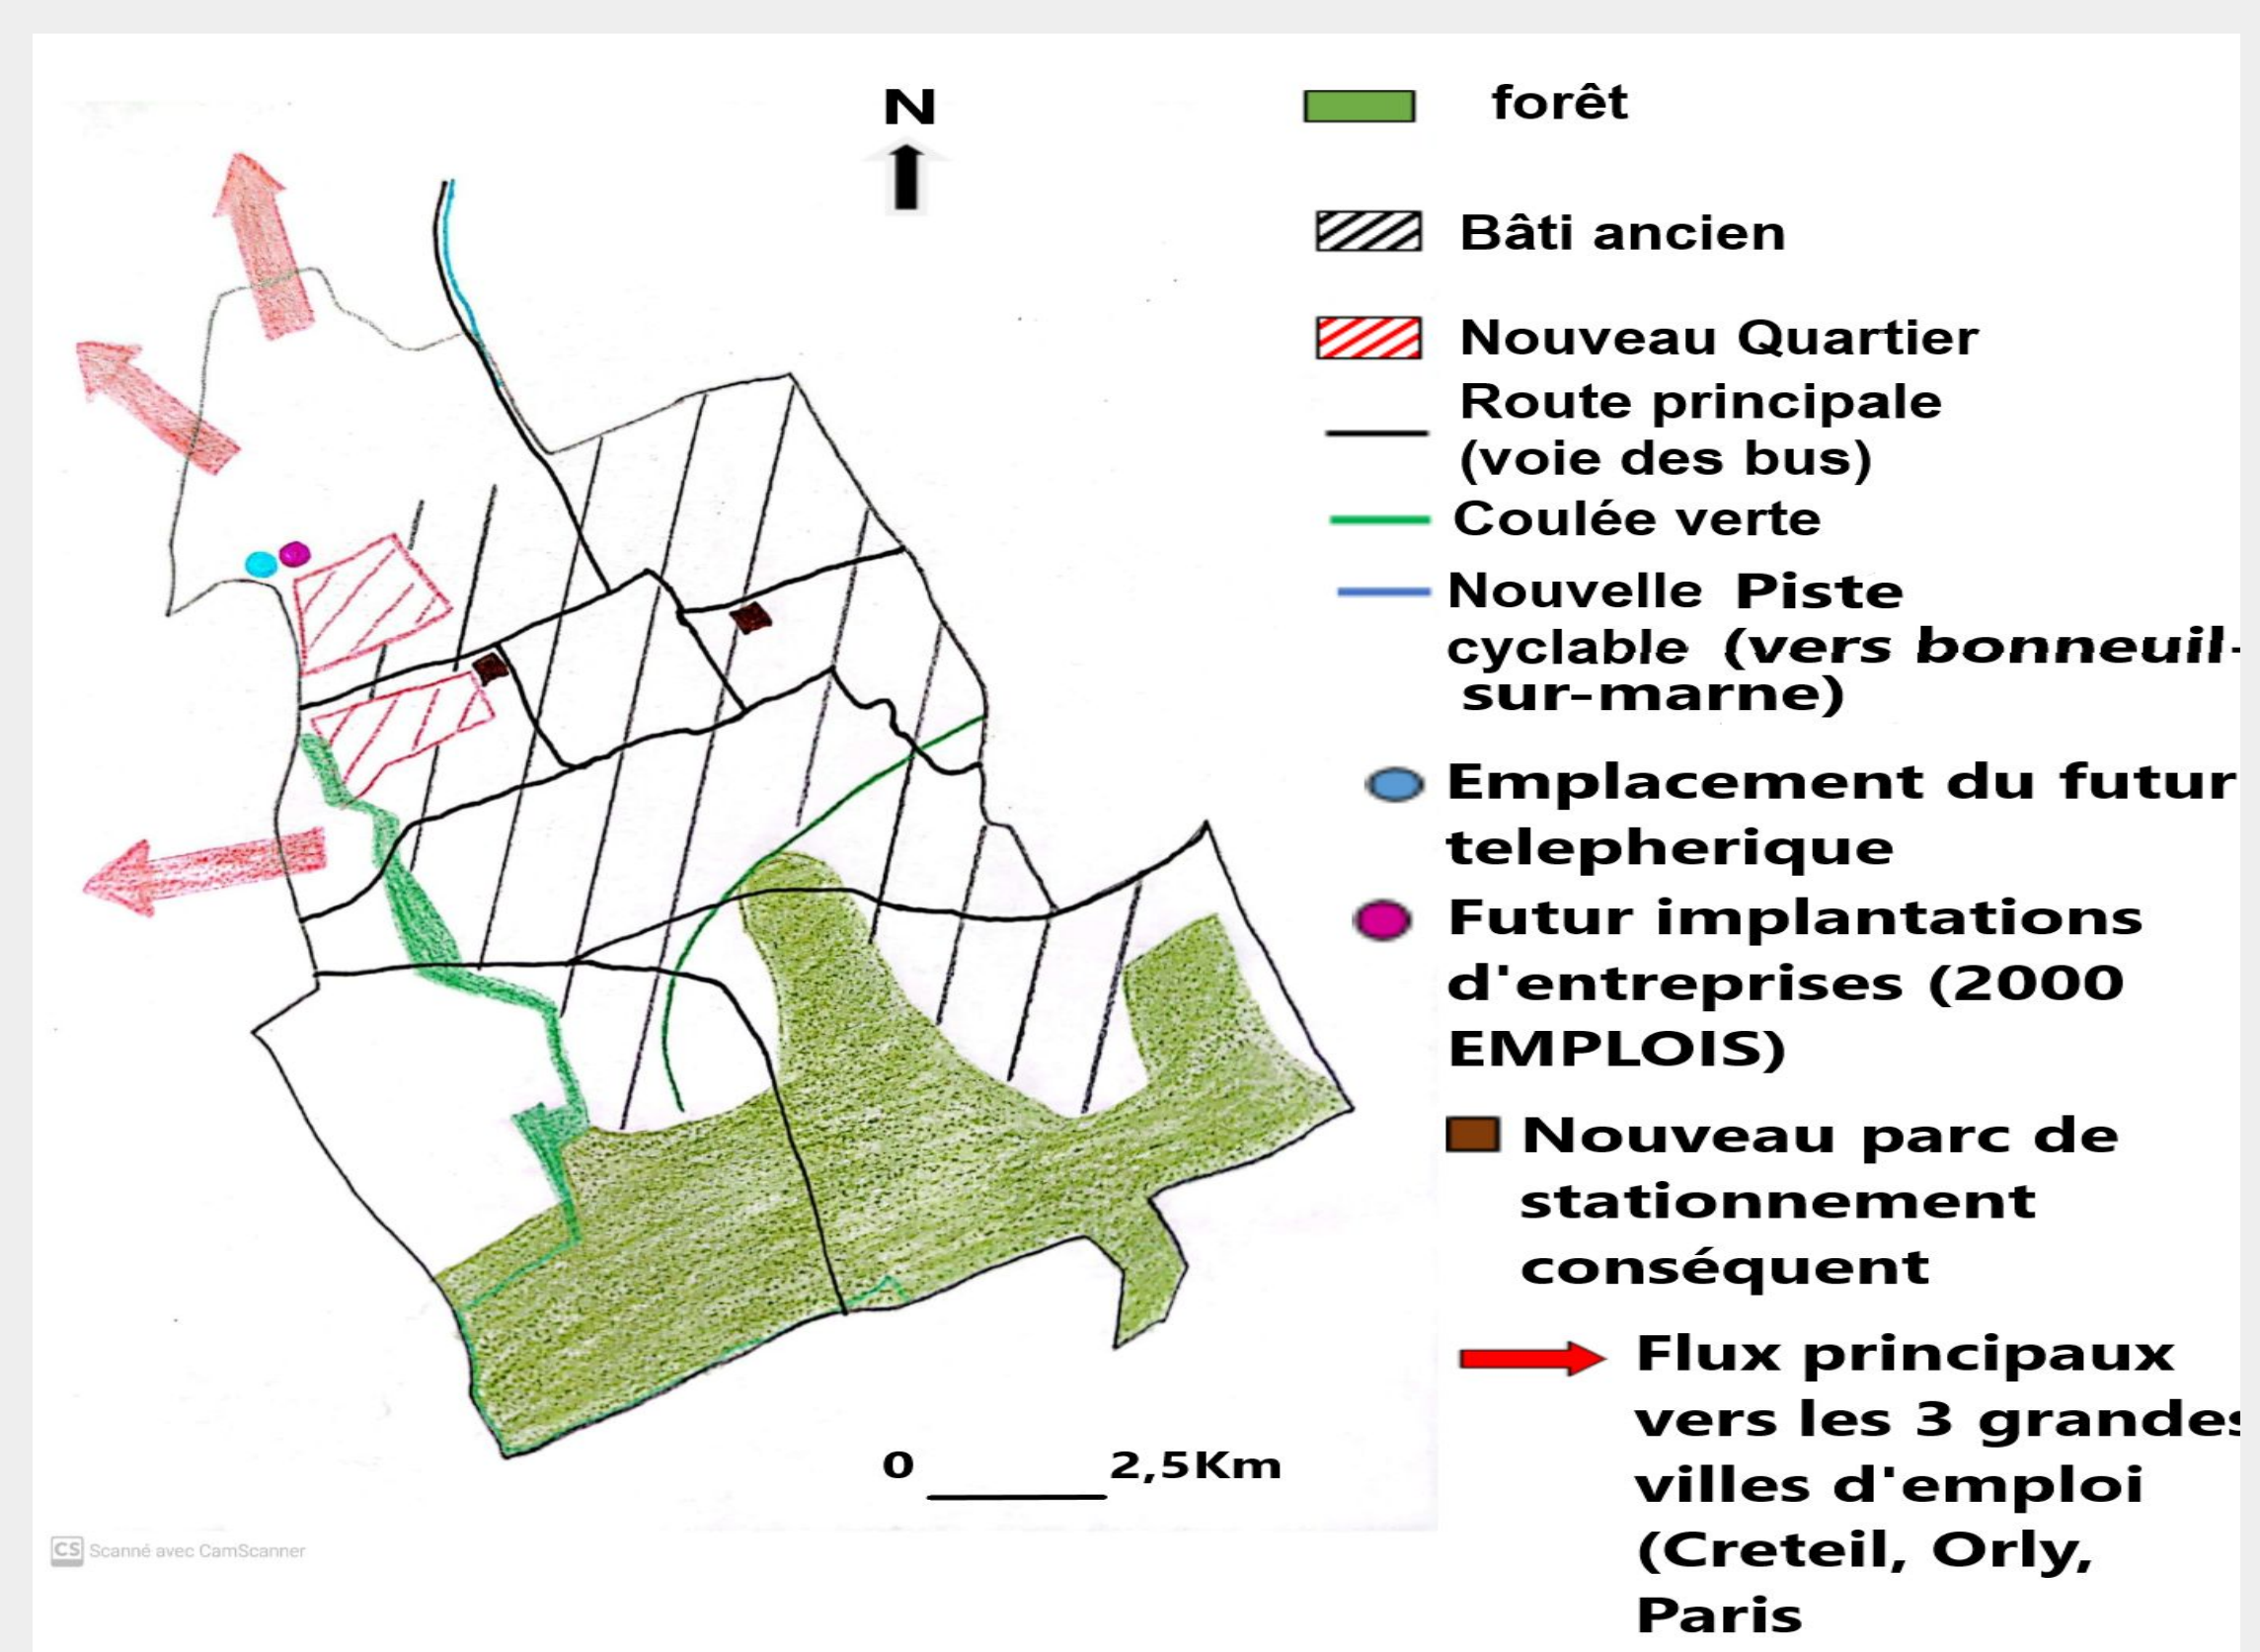 N
forêt
Bâti ancien
Nouveau Quartier
Route principale
(voie des bus)
Coulée verte
Nouvelle Piste
cyclable (vers bonneuil-
sur-marne)
Emplacement du futur
telepherique
Futur implantations
d'entreprises (2000
EMPLOIS)
Nouveau parc de
stationnement
conséquent
Flux principaux
vers les 3 grandes
villes d'emploi
(Creteil, Orly,
Paris
0 2,5Km
CS Scanné avec CamScanner